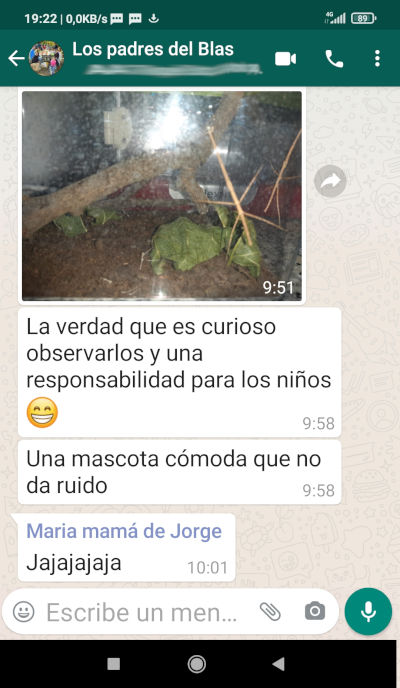 19:22 | 0,0KB/s
4G 89
Los padres del Blas
9:51
La verdad que es curioso
observarlos y una
responsabilidad para los niños
😁
9:58
Una mascota cómoda que no
da ruido
9:58
Maria mamá de Jorge
Jajajajaja
10:01
Escribe un men...